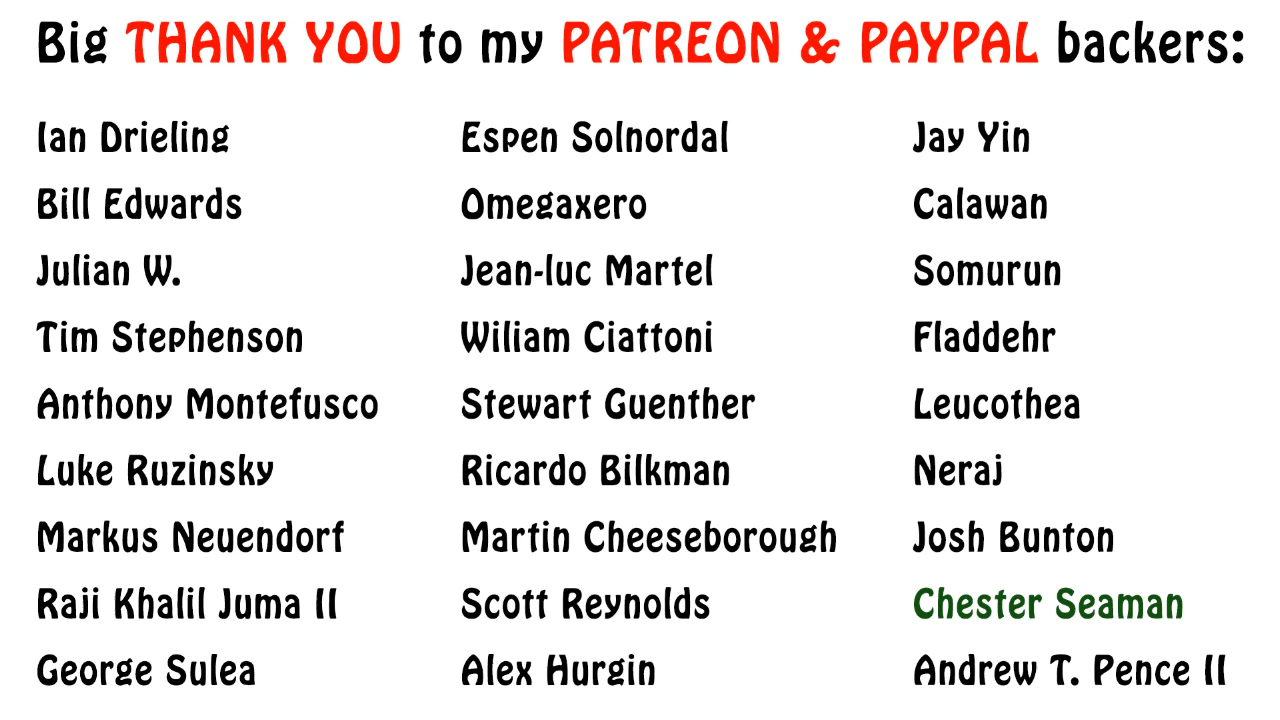 Big THANK YOU to my PATREON & PAYPAL backers:
Ian Drieling
Bill Edwards
Julian W.
Tim Stephenson
Anthony Montefusco
Luke Ruzinsky
Markus Neuendorf
Raji Khalil Juma II
George Sulea
Espen Solnordal
Omegaxero
Jean-luc Martel
Wiliam Ciattoni
Stewart Guenther
Ricardo Bilkman
Martin Cheeseborough
Scott Reynolds
Alex Hurgin
Jay Yin
Calawan
Somurun
Fladdehr
Leucothea
Neraj
Josh Bunton
Chester Seaman
Andrew T. Pence II